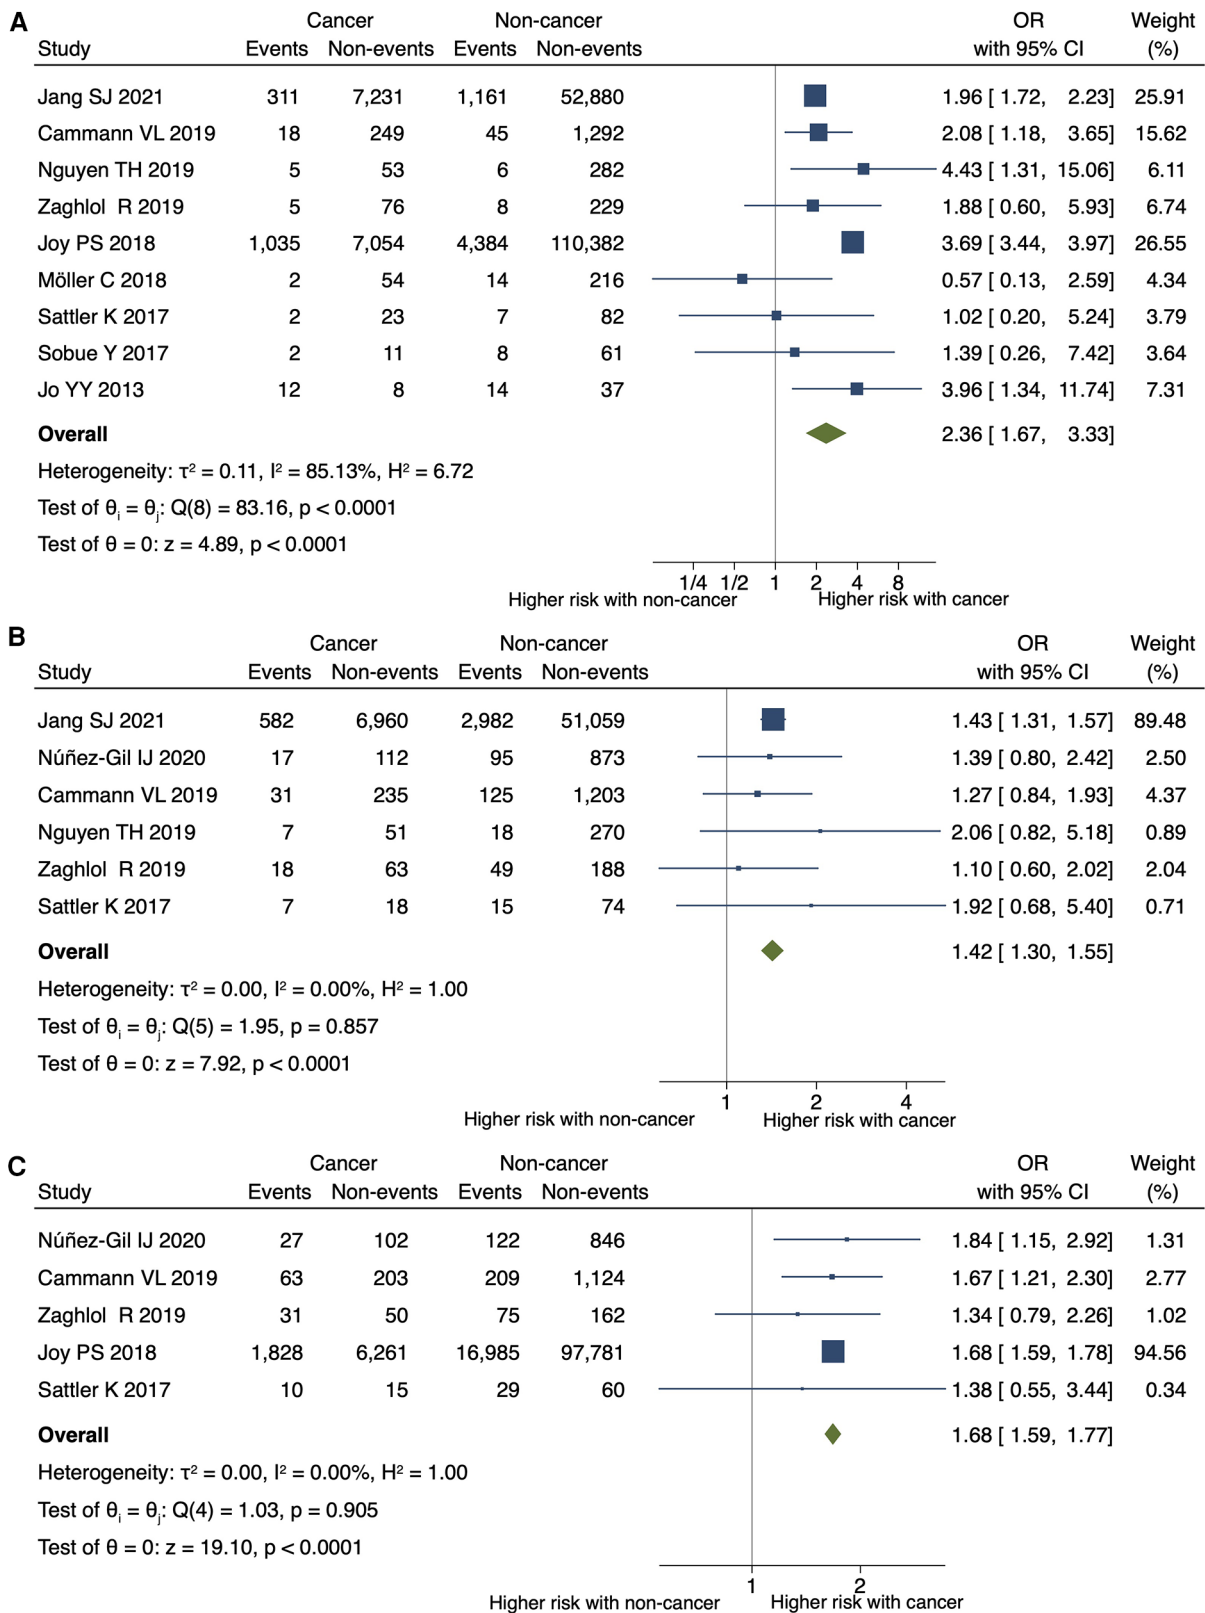 A
Cancer Non-cancer OR Weight
Study Events Non-events Events Non-events with 95% CI (%)
Jang SJ 2021 311 7,231 1,161 52,880 1.96 [ 1.72, 2.23] 25.91
Cammann VL 2019 18 249 45 1,292 2.08 [ 1.18, 3.65] 15.62
Nguyen TH 2019 5 53 6 282 4.43 [ 1.31, 15.06] 6.11
Zaghlol R 2019 5 76 8 229 1.88 [ 0.60, 5.93] 6.74
Joy PS 2018 1,035 7,054 4,384 110,382 3.69 [ 3.44, 3.97] 26.55
Möller C 2018 2 54 14 216 0.57 [ 0.13, 2.59] 4.34
Sattler K 2017 2 23 7 82 1.02 [ 0.20, 5.24] 3.79
Sobue Y 2017 2 11 8 61 1.39 [ 0.26, 7.42] 3.64
Jo YY 2013 12 8 14 37 3.96 [ 1.34, 11.74] 7.31
Overall 2.36 [ 1.67, 3.33]
Heterogeneity: τ² = 0.11, I² = 85.13%, H² = 6.72
Test of θi = θj: Q(8) = 83.16, p < 0.0001
Test of θ = 0: z = 4.89, p < 0.0001
1/4 1/2 1 2 4 8
Higher risk with non-cancer Higher risk with cancer
B
Cancer Non-cancer OR Weight
Study Events Non-events Events Non-events with 95% CI (%)
Jang SJ 2021 582 6,960 2,982 51,059 1.43 [ 1.31, 1.57] 89.48
Núñez-Gil IJ 2020 17 112 95 873 1.39 [ 0.80, 2.42] 2.50
Cammann VL 2019 31 235 125 1,203 1.27 [ 0.84, 1.93] 4.37
Nguyen TH 2019 7 51 18 270 2.06 [ 0.82, 5.18] 0.89
Zaghlol R 2019 18 63 49 188 1.10 [ 0.60, 2.02] 2.04
Sattler K 2017 7 18 15 74 1.92 [ 0.68, 5.40] 0.71
Overall 1.42 [ 1.30, 1.55]
Heterogeneity: τ² = 0.00, I² = 0.00%, H² = 1.00
Test of θi = θj: Q(5) = 1.95, p = 0.857
Test of θ = 0: z = 7.92, p < 0.0001
1 2 4
Higher risk with non-cancer Higher risk with cancer
C
Cancer Non-cancer OR Weight
Study Events Non-events Events Non-events with 95% CI (%)
Núñez-Gil IJ 2020 27 102 122 846 1.84 [ 1.15, 2.92] 1.31
Cammann VL 2019 63 203 209 1,124 1.67 [ 1.21, 2.30] 2.77
Zaghlol R 2019 31 50 75 162 1.34 [ 0.79, 2.26] 1.02
Joy PS 2018 1,828 6,261 16,985 97,781 1.68 [ 1.59, 1.78] 94.56
Sattler K 2017 10 15 29 60 1.38 [ 0.55, 3.44] 0.34
Overall 1.68 [ 1.59, 1.77]
Heterogeneity: τ² = 0.00, I² = 0.00%, H² = 1.00
Test of θi = θj: Q(4) = 1.03, p = 0.905
Test of θ = 0: z = 19.10, p < 0.0001
1 2
Higher risk with non-cancer Higher risk with cancer